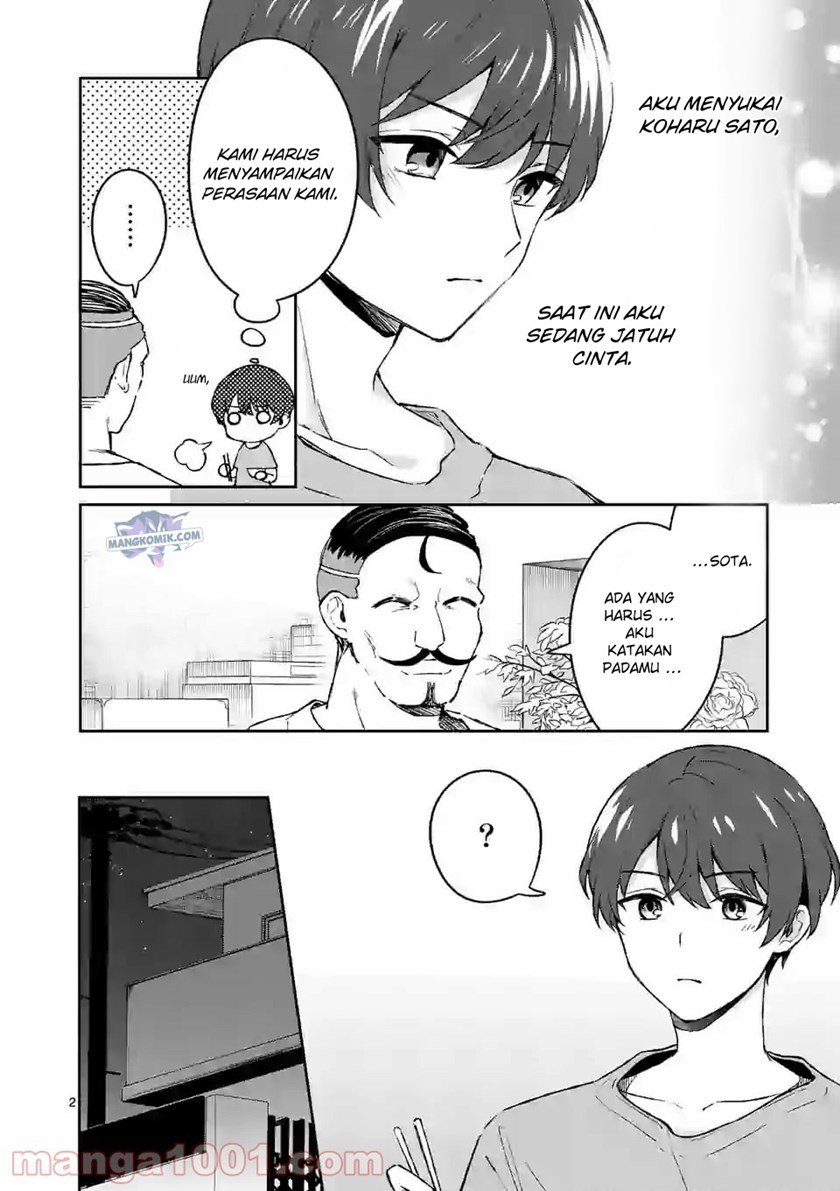 AKU MENYUKAI
KOHARU SATO,
SAAT INI AKU
SEDANG JATUH
CINTA.
KAMI HARUS
MENYAMPAIKAN
PERASAAN KAMI.
......
UUM,
...SOTA.
ADA YANG
HARUS ...
AKU
KATAKAN
PADAMU ...
MANGKOMIK.COM
?
2
manga1001.com